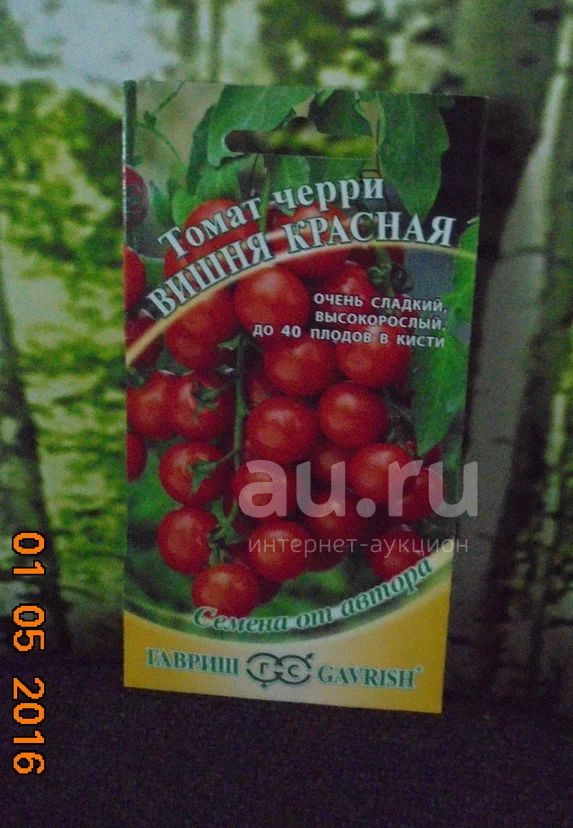 Томат черри
ВИШНЯ КРАСНАЯ
ОЧЕНЬ СЛАДКИЙ,
ВЫСОКОРОСЛЫЙ,
ДО 40 ПЛОДОВ В КИСТИ
au.ru
интернет-аукцион
Семена от автора
ГАВРИШ ГС GAVRISH®
01 05 2016